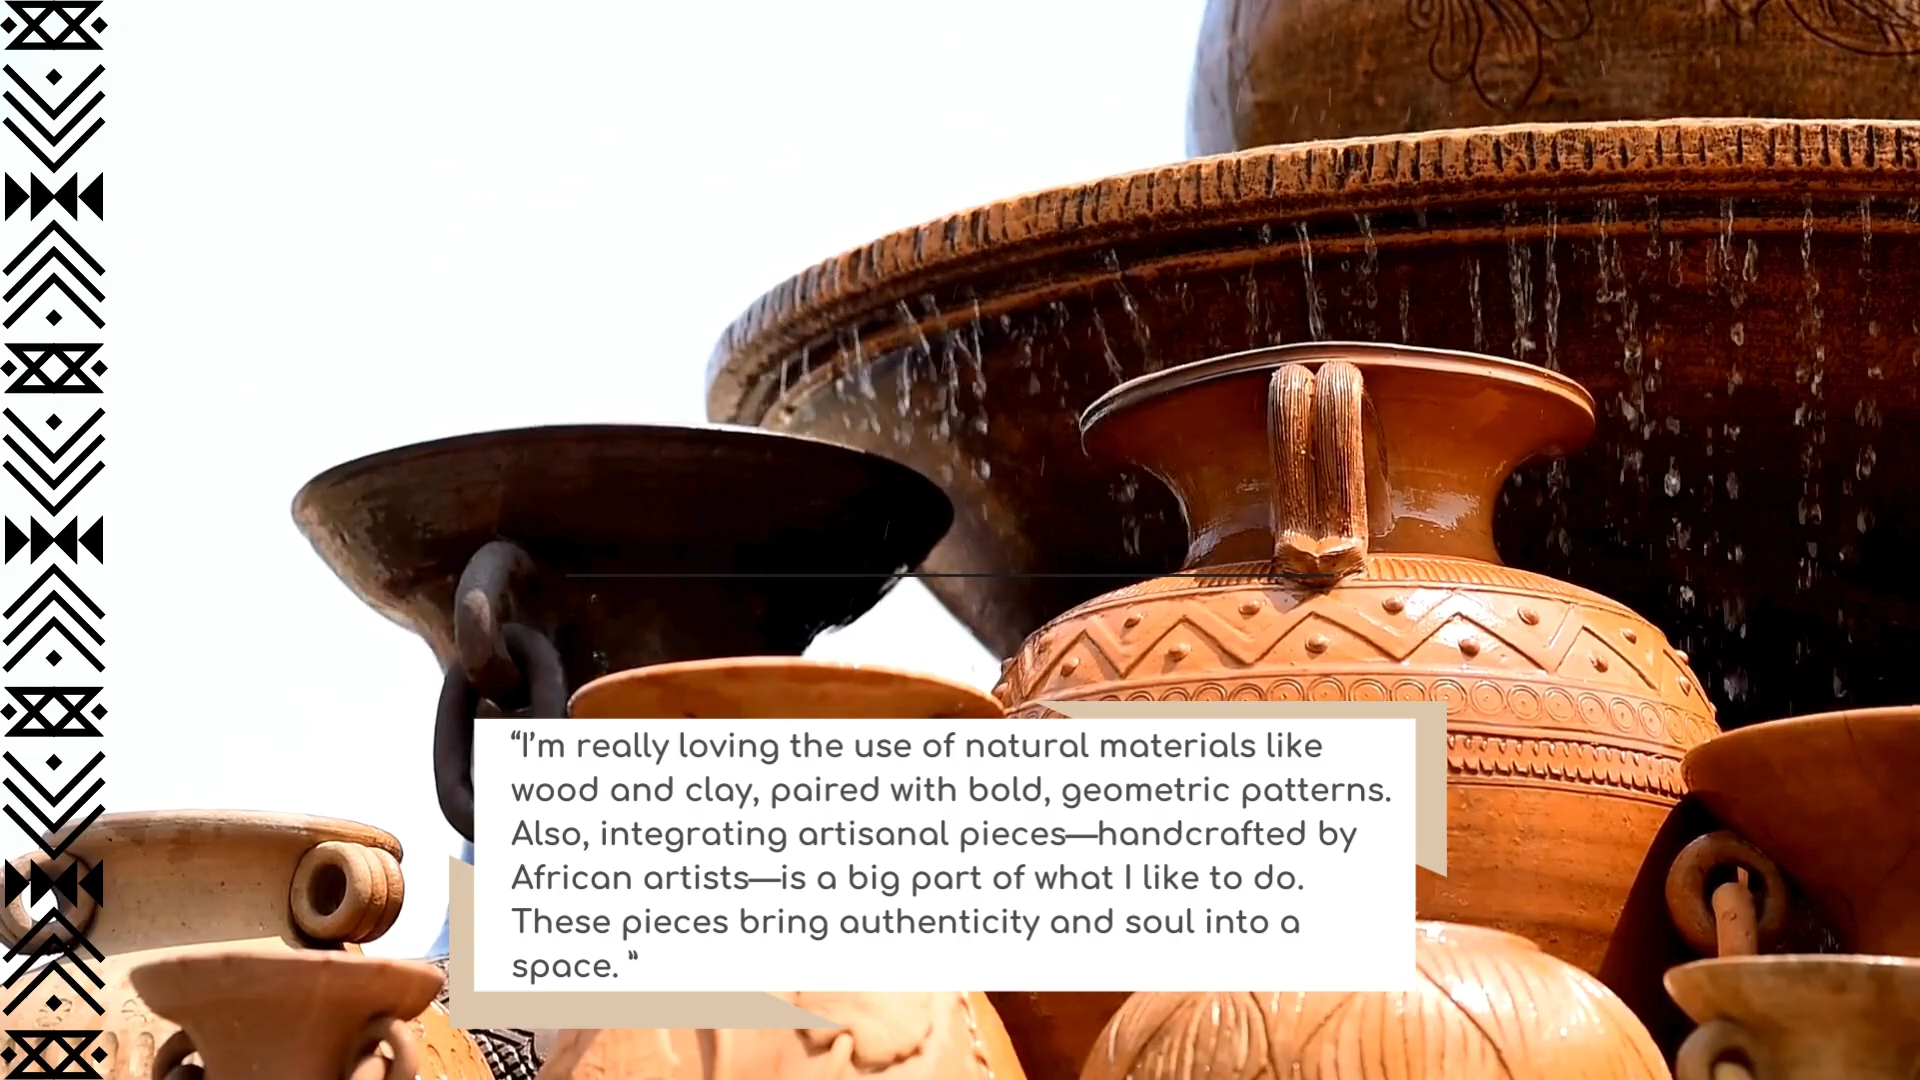 “I’m really loving the use of natural materials like
wood and clay, paired with bold, geometric patterns.
Also, integrating artisanal pieces—handcrafted by
African artists—is a big part of what I like to do.
These pieces bring authenticity and soul into a
space. ”